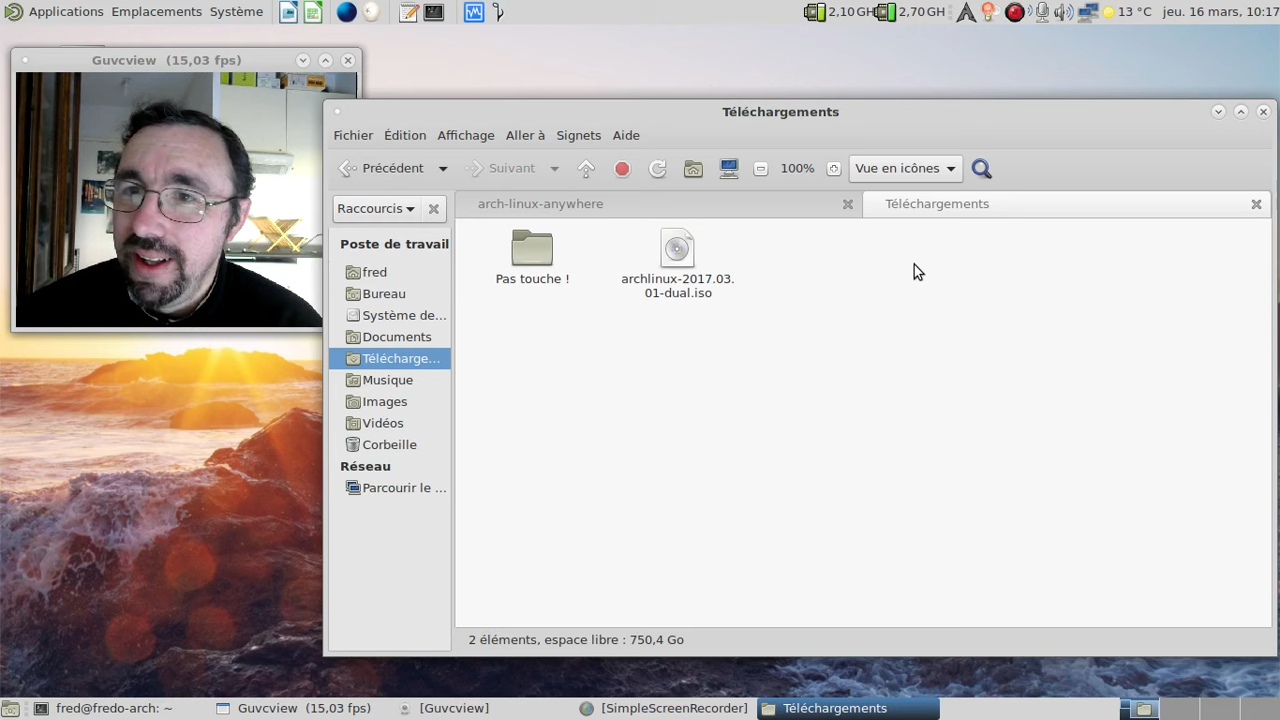 Applications Emplacements Système
2,10 GH 2,70 GH 13 °C jeu. 16 mars, 10:17
Guvcview (15,03 fps)
Téléchargements
Fichier Édition Affichage Aller à Signets Aide
Précédent Suivant 100% Vue en icônes
Raccourcis
arch-linux-anywhere
Téléchargements
Poste de travail
fred
Bureau
Système de...
Documents
Télécharge...
Musique
Images
Vidéos
Corbeille
Réseau
Parcourir le ...
Pas touche !
archlinux-2017.03.
01-dual.iso
2 éléments, espace libre : 750,4 Go
fred@fredo-arch: ~ Guvcview (15,03 fps) [Guvcview] [SimpleScreenRecorder] Téléchargements